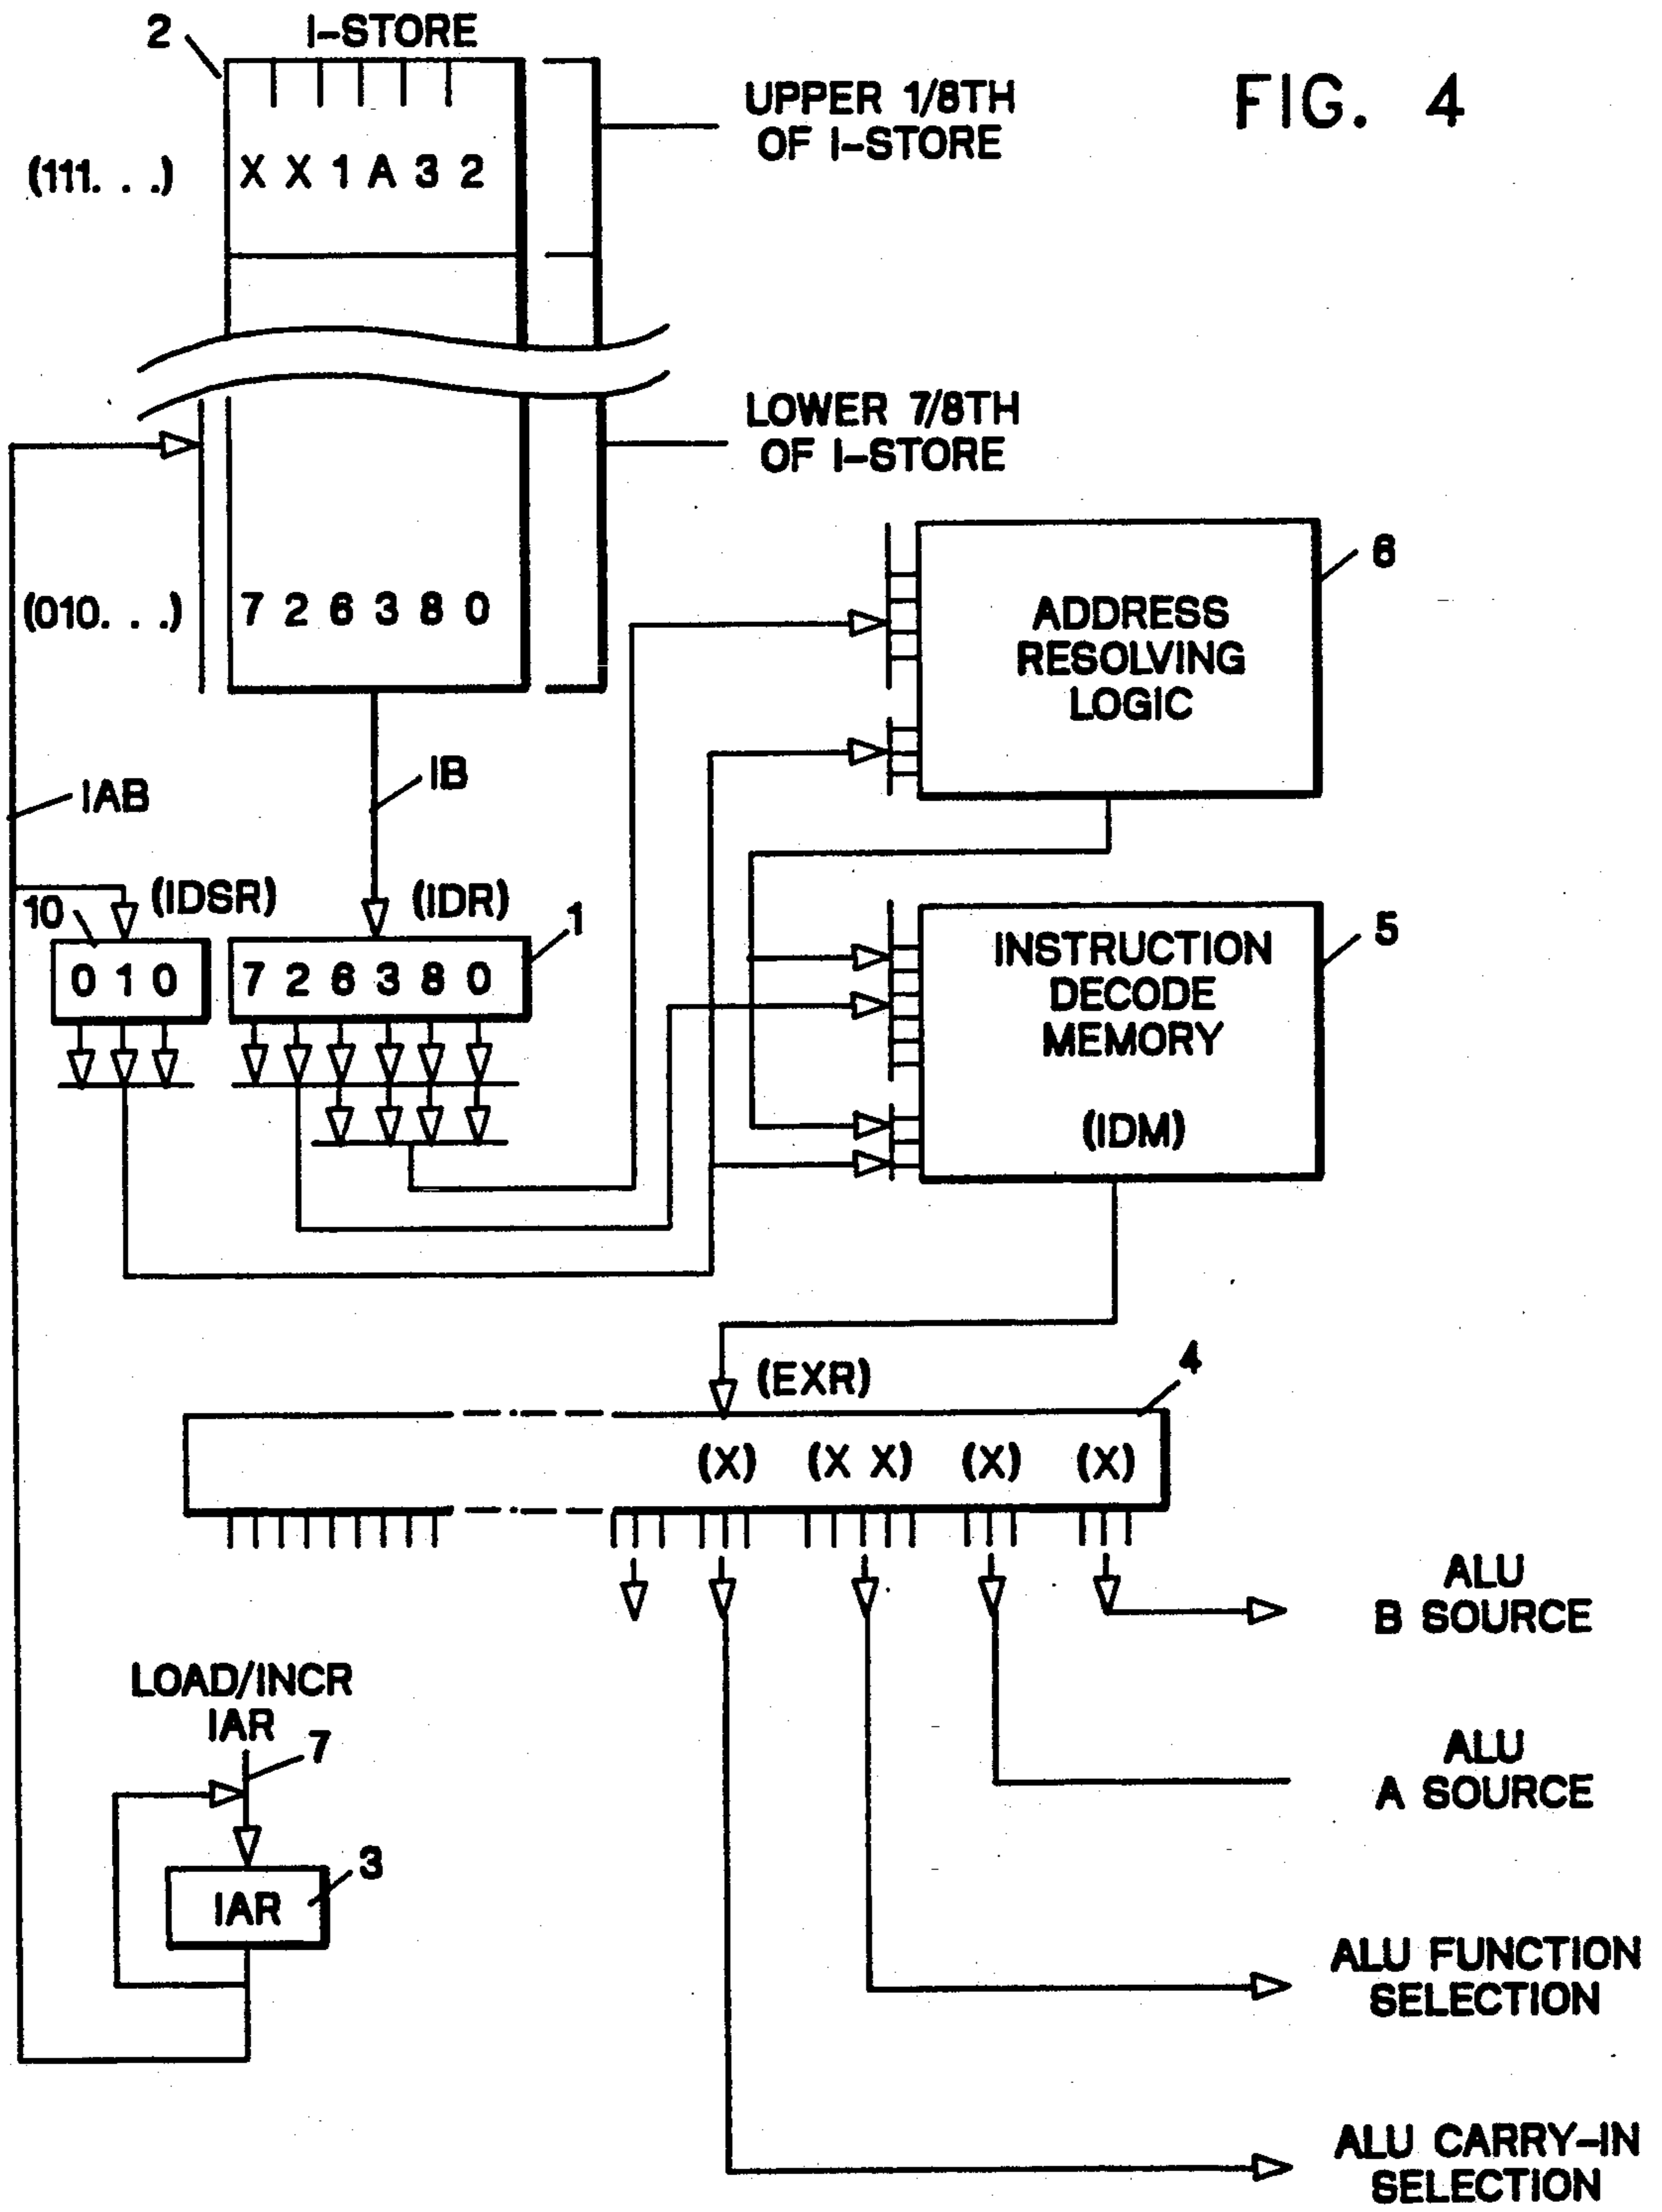 2
I-STORE
FIG. 4
UPPER 1/8TH
OF I-STORE
(111. . .)
X X 1 A 3 2
LOWER 7/8TH
OF I-STORE
(010. . .)
7 2 6 3 8 0
6
ADDRESS
RESOLVING
LOGIC
IAB
IB
10
(IDSR)
(IDR)
1
0 1 0
7 2 6 3 8 0
5
INSTRUCTION
DECODE
MEMORY
(IDM)
(EXR)
4
(X) (X X) (X) (X)
ALU
B SOURCE
LOAD/INCR
IAR
7
ALU
A SOURCE
3
IAR
ALU FUNCTION
SELECTION
ALU CARRY-IN
SELECTION